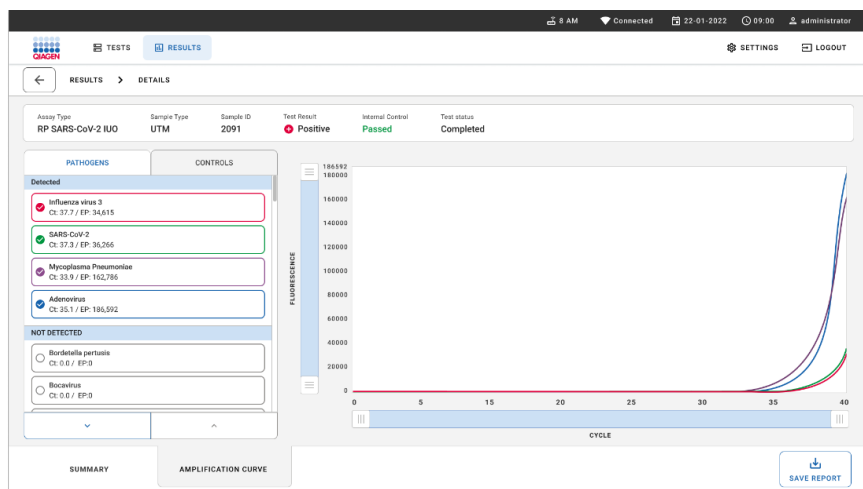 8 AM Connected 22-01-2022 09:00 administrator
QIAGEN TESTS RESULTS SETTINGS LOGOUT
RESULTS > DETAILS
Assay Type Sample Type Sample ID Test Result Internal Control Test status
RP SARS-CoV-2 IUO UTM 2091 Positive Passed Completed
PATHOGENS CONTROLS
Detected
Influenza virus 3
Ct: 37.7 / EP: 34,615
SARS-CoV-2
Ct: 37.3 / EP: 36,266
Mycoplasma Pneumoniae
Ct: 33.9 / EP: 162,786
Adenovirus
Ct: 35.1 / EP: 186,592
NOT DETECTED
Bordetella pertusis
Ct: 0.0 / EP:0
Bocavirus
Ct: 0.0 / EP:0
FLUORESCENCE
186592
180000
160000
140000
120000
100000
80000
60000
40000
20000
0
0 5 15 20 25 30 35 40
CYCLE
SUMMARY AMPLIFICATION CURVE
SAVE REPORT